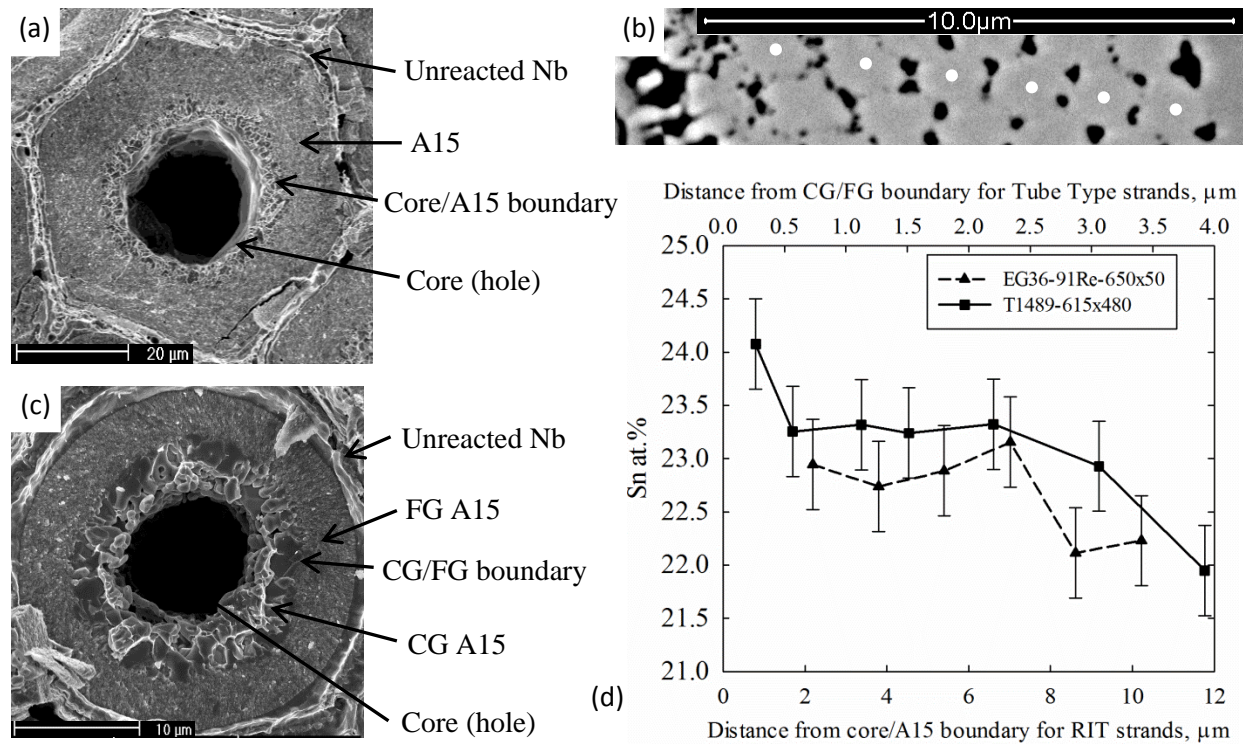 (a)
Unreacted Nb
A15
Core/A15 boundary
Core (hole)
20 µm
(b)
10.0µm
(c)
Unreacted Nb
FG A15
CG/FG boundary
CG A15
Core (hole)
10 µm
(d)
Distance from CG/FG boundary for Tube Type strands, µm
0.0 0.5 1.0 1.5 2.0 2.5 3.0 3.5 4.0
25.0
24.5
24.0
23.5
23.0
22.5
22.0
21.5
21.0
Sn at.%
EG36-91Re-650x50
T1489-615x480
0 2 4 6 8 10 12
Distance from core/A15 boundary for RIT strands, µm